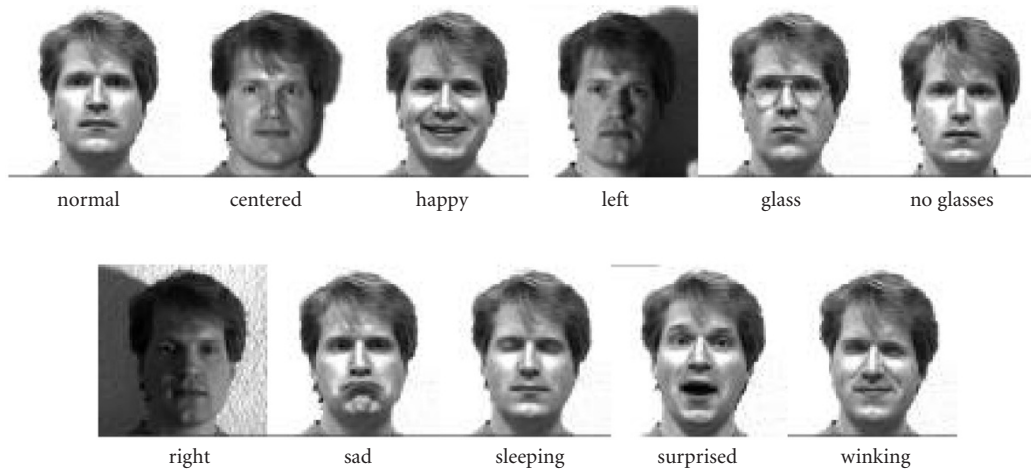 normal centered happy left glass no glasses
right sad sleeping surprised winking